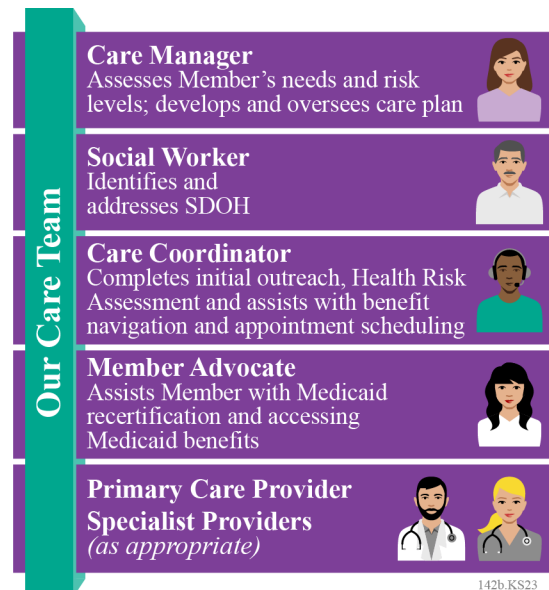 Our Care Team
Care Manager
Assesses Member's needs and risk
levels; develops and oversees care plan
Social Worker
Identifies and
addresses SDOH
Care Coordinator
Completes initial outreach, Health Risk
Assessment and assists with benefit
navigation and appointment scheduling
Member Advocate
Assists Member with Medicaid
recertification and accessing
Medicaid benefits
Primary Care Provider
Specialist Providers
(as appropriate)
142b.KS23